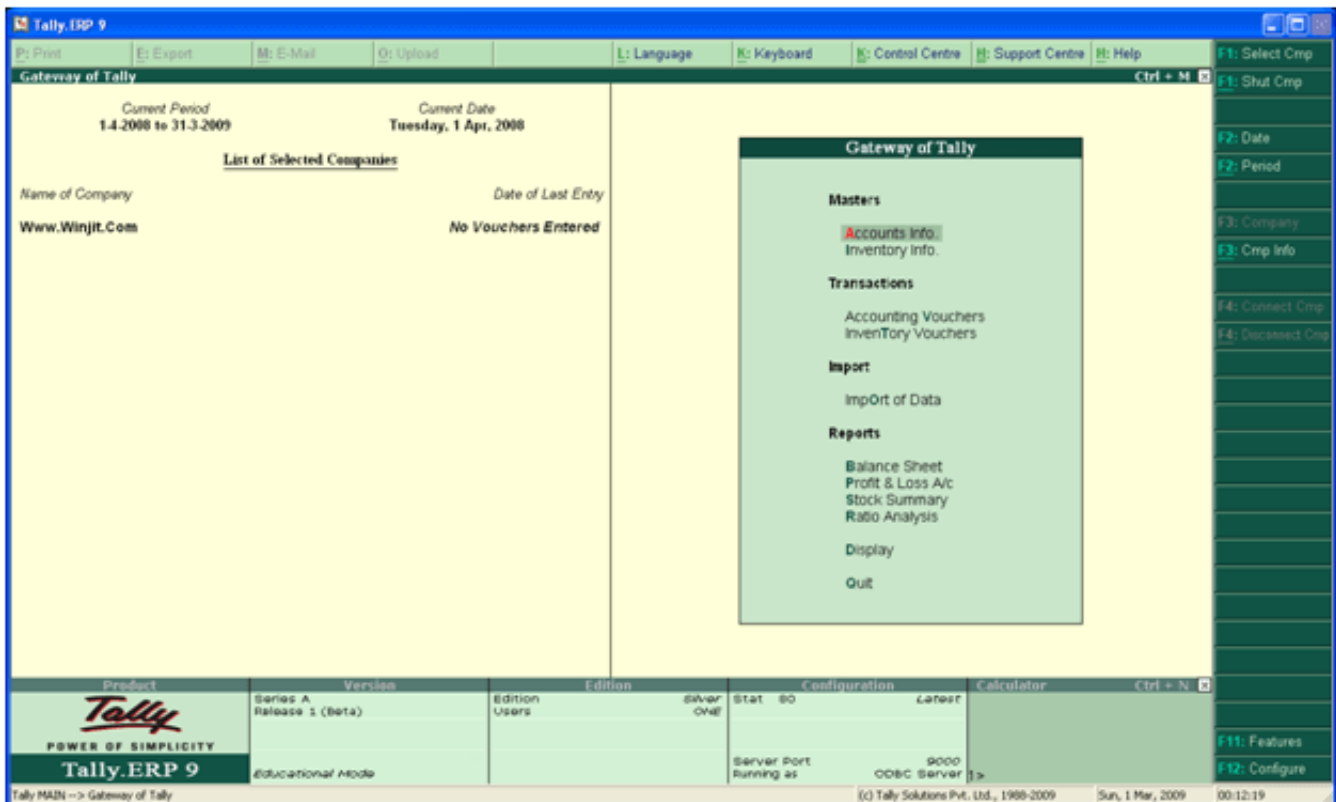 Tally.ERP 9
P: Print E: Export M: E-Mail O: Upload L: Language K: Keyboard K: Control Centre H: Support Centre H: Help
Gateway of Tally Ctrl + M
Current Period Current Date
1-4-2008 to 31-3-2009 Tuesday, 1 Apr, 2008
List of Selected Companies
Name of Company Date of Last Entry
Www.Winjit.Com No Vouchers Entered
Gateway of Tally
Masters
Accounts Info.
Inventory Info.
Transactions
Accounting Vouchers
InvenTory Vouchers
Import
ImpOrt of Data
Reports
Balance Sheet
Profit & Loss A/c
Stock Summary
Ratio Analysis
Display
Quit
F1: Select Cmp
F1: Shut Cmp
F2: Date
F2: Period
F3: Company
F3: Cmp Info
F4: Connect Cmp
F4: Disconnect Cmp
F11: Features
F12: Configure
Product
Tally
POWER OF SIMPLICITY
Tally.ERP 9
Version
Series A
Release 1 (Beta)
Educational Mode
Edition
Edition Silver
Users ONE
Configuration
Stat 80 Latest
Server Port 9000
Running as ODBC Server
Calculator Ctrl + N
1>
Tally MAIN --> Gateway of Tally (c) Tally Solutions Pvt. Ltd., 1988-2009 Sun, 1 Mar, 2009 00:12:19